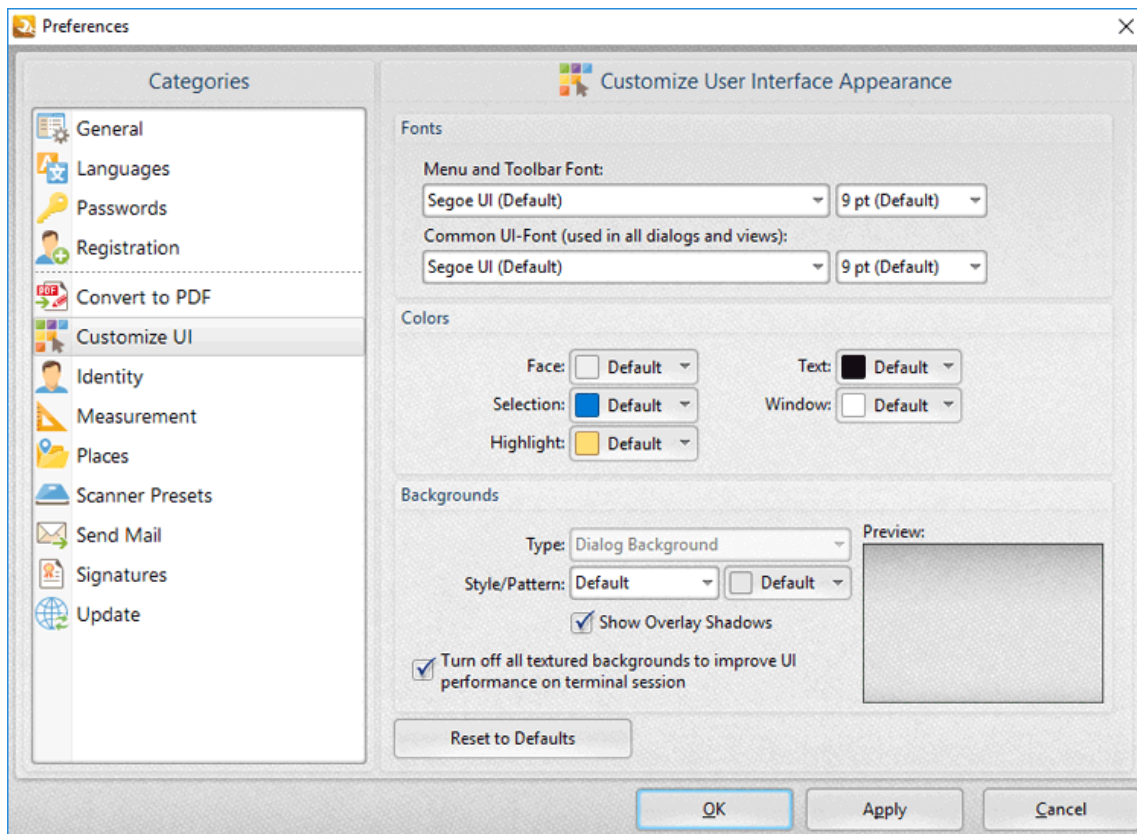 Preferences
Categories
General
Languages
Passwords
Registration
Convert to PDF
Customize UI
Identity
Measurement
Places
Scanner Presets
Send Mail
Signatures
Update
Customize User Interface Appearance
Fonts
Menu and Toolbar Font:
Segoe UI (Default) 9 pt (Default)
Common UI-Font (used in all dialogs and views):
Segoe UI (Default) 9 pt (Default)
Colors
Face: Default Text: Default
Selection: Default Window: Default
Highlight: Default
Backgrounds
Type: Dialog Background Preview:
Style/Pattern: Default Default
Show Overlay Shadows
Turn off all textured backgrounds to improve UI
performance on terminal session
Reset to Defaults
OK Apply Cancel